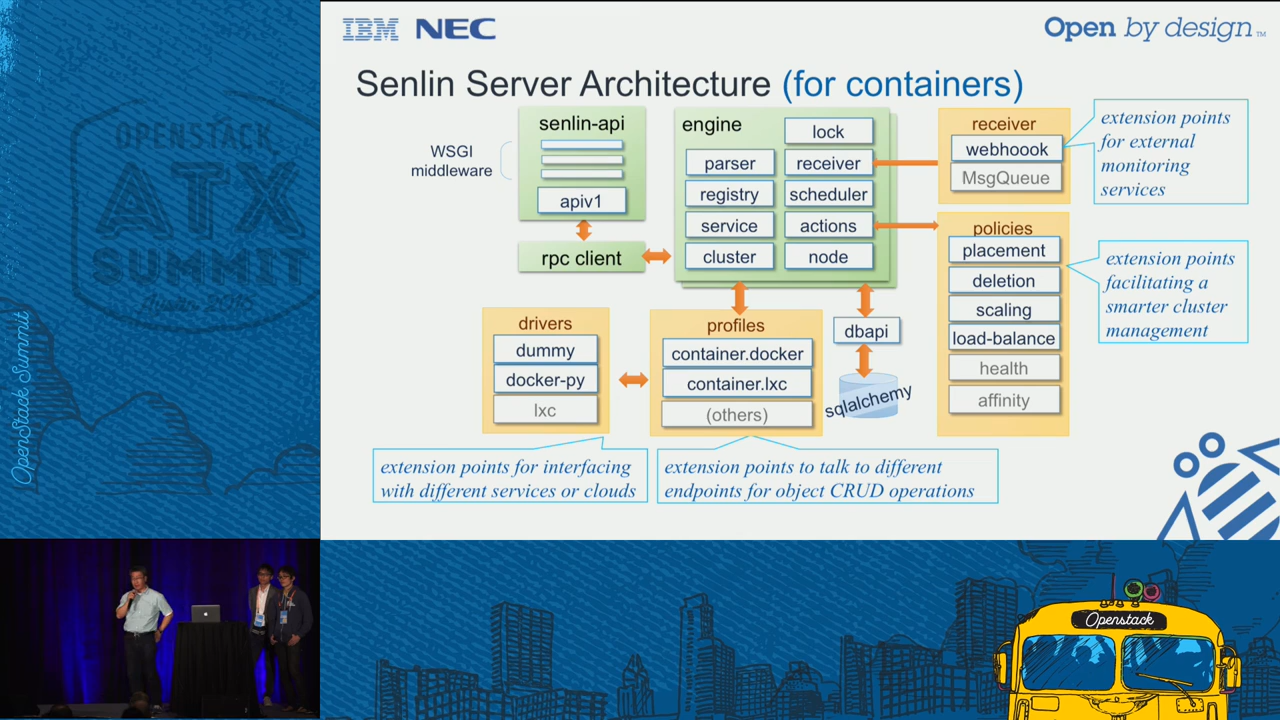 IBM NEC
Open by design™
Senlin Server Architecture (for containers)
OPENSTACK
ATX
SUMMIT
OpenStack Summit
WSGI
middleware
senlin-api
apiv1
rpc client
engine
lock
parser
receiver
registry
scheduler
service
actions
cluster
node
receiver
webhoook
MsgQueue
extension points
for external
monitoring
services
policies
placement
deletion
scaling
load-balance
health
affinity
extension points
facilitating a
smarter cluster
management
drivers
dummy
docker-py
lxc
profiles
container.docker
container.lxc
(others)
dbapi
sqlalchemy
extension points for interfacing
with different services or clouds
extension points to talk to different
endpoints for object CRUD operations
Openstack